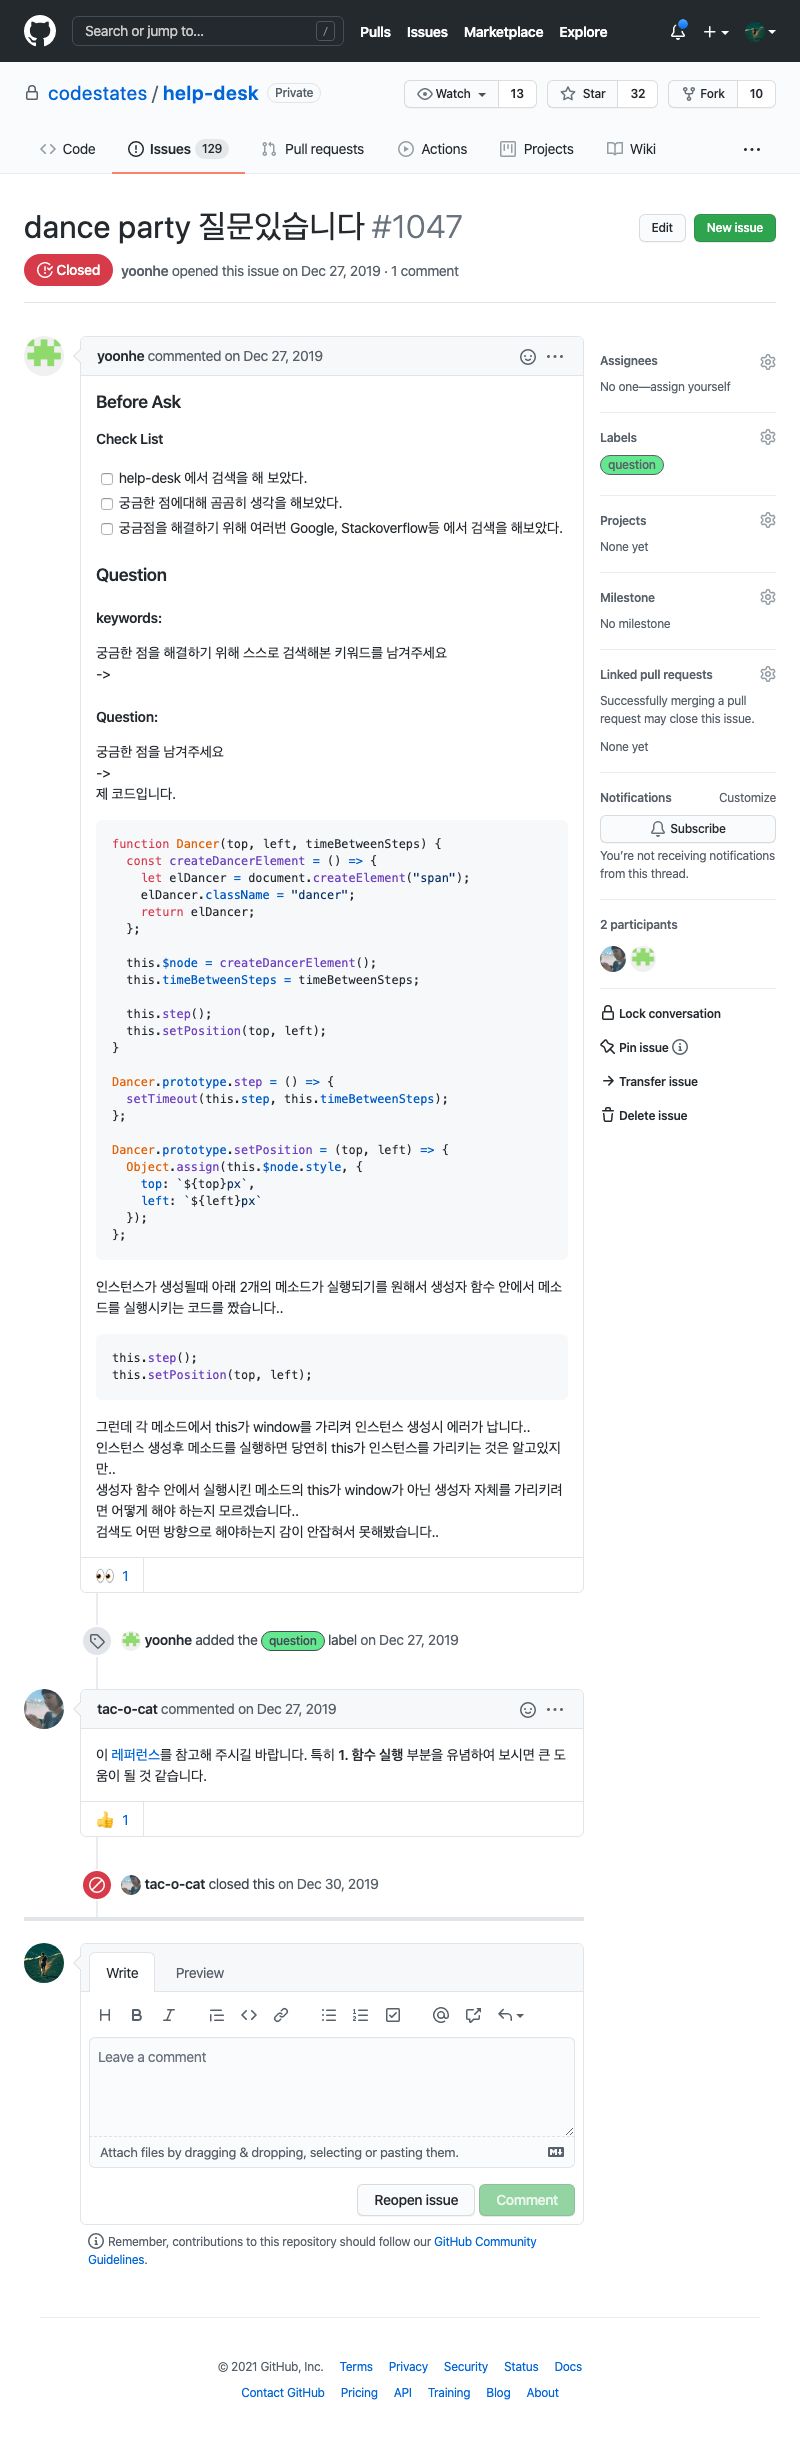 Search or jump to... /
Pulls Issues Marketplace Explore
codestates / help-desk Private
Watch 13 Star 32 Fork 10
Code Issues 129 Pull requests Actions Projects Wiki
dance party 질문있습니다 #1047
Edit New issue
Closed yoonhe opened this issue on Dec 27, 2019 · 1 comment
yoonhe commented on Dec 27, 2019
Before Ask
Check List
help-desk 에서 검색을 해 보았다.
궁금한 점에대해 곰곰히 생각을 해보았다.
궁금점을 해결하기 위해 여러번 Google, Stackoverflow등 에서 검색을 해보았다.
Question
keywords:
궁금한 점을 해결하기 위해 스스로 검색해본 키워드를 남겨주세요
->
Question:
궁금한 점을 남겨주세요
->
제 코드입니다.
function Dancer(top, left, timeBetweenSteps) {
const createDancerElement = () => {
let elDancer = document.createElement("span");
elDancer.className = "dancer";
return elDancer;
};
this.$node = createDancerElement();
this.timeBetweenSteps = timeBetweenSteps;
this.step();
this.setPosition(top, left);
}
Dancer.prototype.step = () => {
setTimeout(this.step, this.timeBetweenSteps);
};
Dancer.prototype.setPosition = (top, left) => {
Object.assign(this.$node.style, {
top: `${top}px`,
left: `${left}px`
});
};
인스턴스가 생성될때 아래 2개의 메소드가 실행되기를 원해서 생성자 함수 안에서 메소
드를 실행시키는 코드를 짰습니다..
this.step();
this.setPosition(top, left);
그런데 각 메소드에서 this가 window를 가리켜 인스턴스 생성시 에러가 납니다..
인스턴스 생성후 메소드를 실행하면 당연히 this가 인스턴스를 가리키는 것은 알고있지
만..
생성자 함수 안에서 실행시킨 메소드의 this가 window가 아닌 생성자 자체를 가리키려
면 어떻게 해야 하는지 모르겠습니다..
검색도 어떤 방향으로 해야하는지 감이 안잡혀서 못해봤습니다..
👀 1
yoonhe added the question label on Dec 27, 2019
tac-o-cat commented on Dec 27, 2019
이 레퍼런스를 참고해 주시길 바랍니다. 특히 1. 함수 실행 부분을 유념하여 보시면 큰 도
움이 될 것 같습니다.
👍 1
tac-o-cat closed this on Dec 30, 2019
Write Preview
Leave a comment
Attach files by dragging & dropping, selecting or pasting them.
Reopen issue Comment
Remember, contributions to this repository should follow our GitHub Community
Guidelines.
Assignees
No one—assign yourself
Labels
question
Projects
None yet
Milestone
No milestone
Linked pull requests
Successfully merging a pull
request may close this issue.
None yet
Notifications Customize
Subscribe
You're not receiving notifications
from this thread.
2 participants
Lock conversation
Pin issue
Transfer issue
Delete issue
© 2021 GitHub, Inc. Terms Privacy Security Status Docs
Contact GitHub Pricing API Training Blog About